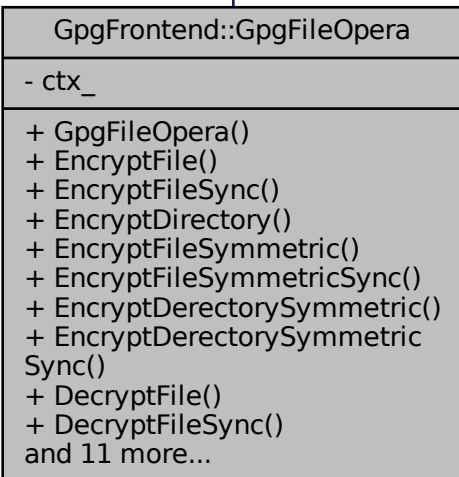 GpgFrontend::GpgFileOpera
- ctx_
+ GpgFileOpera()
+ EncryptFile()
+ EncryptFileSync()
+ EncryptDirectory()
+ EncryptFileSymmetric()
+ EncryptFileSymmetricSync()
+ EncryptDerectorySymmetric()
+ EncryptDerectorySymmetric
Sync()
+ DecryptFile()
+ DecryptFileSync()
and 11 more...